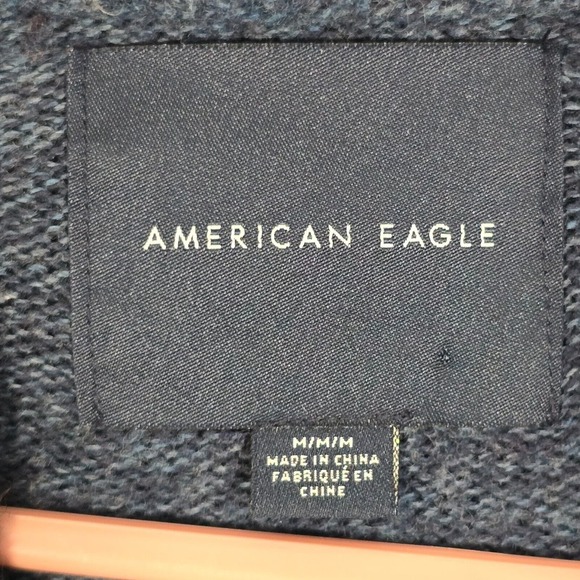 AMERICAN EAGLE
M/M/M
MADE IN CHINA
FABRIQUÉ EN
CHINE